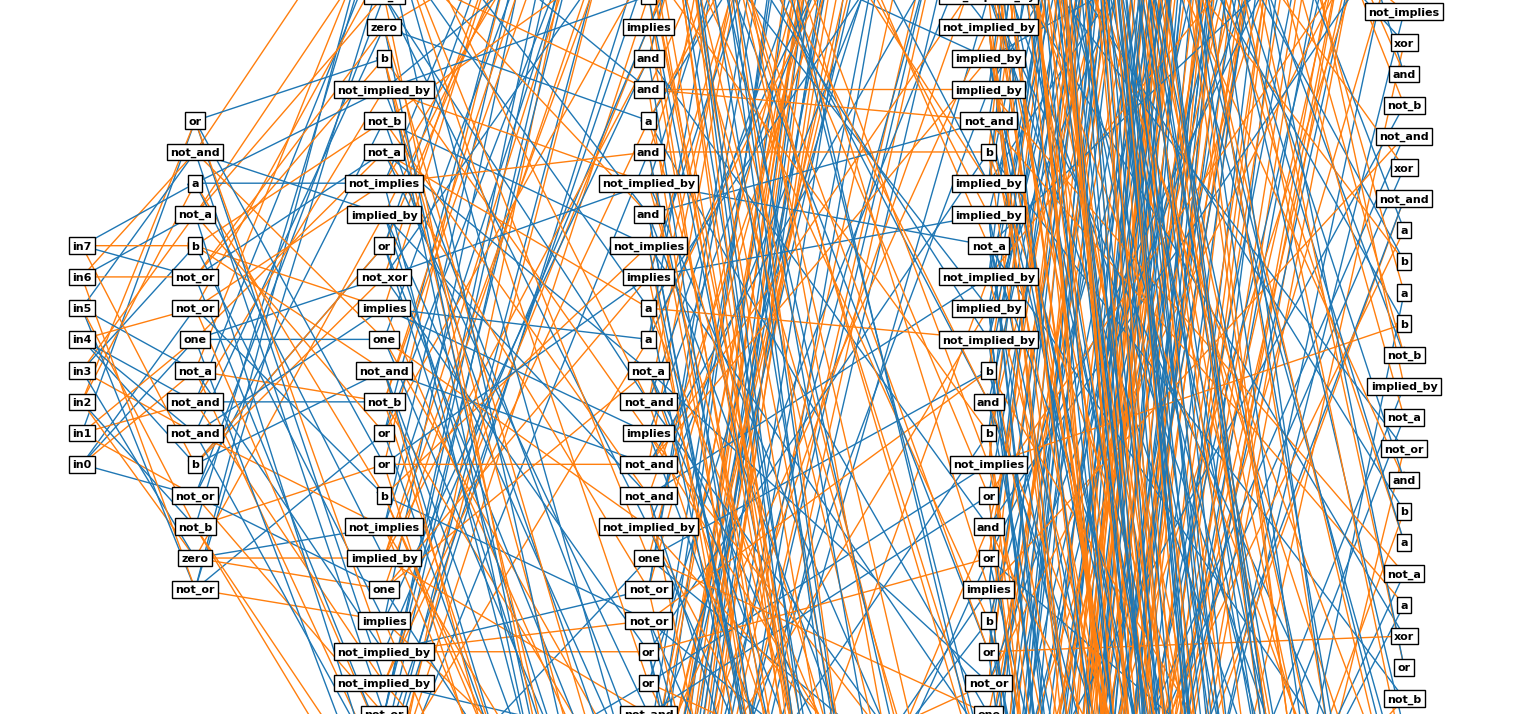 in7
in6
in5
in4
in3
in2
in1
in0
or
not_and
a
not_a
b
not_or
not_or
one
not_a
not_and
not_and
b
not_or
not_b
zero
not_or
zero
b
not_implied_by
not_b
not_a
not_implies
implied_by
or
not_xor
implies
one
not_and
not_b
or
or
b
not_implies
implied_by
one
implies
not_implied_by
not_implied_by
not_or
implies
and
and
a
and
not_implied_by
and
not_implies
implies
a
a
not_a
not_and
implies
not_and
not_and
not_implied_by
one
not_or
not_or
or
or
not_and
not_implied_by
not_implied_by
implied_by
implied_by
not_and
b
implied_by
implied_by
not_a
not_implied_by
implied_by
not_implied_by
b
and
b
not_implies
or
and
or
implies
b
or
not_or
one
not_implies
xor
and
not_b
not_and
xor
not_and
a
b
a
b
not_b
implied_by
not_a
not_or
and
b
a
not_a
a
xor
or
not_b